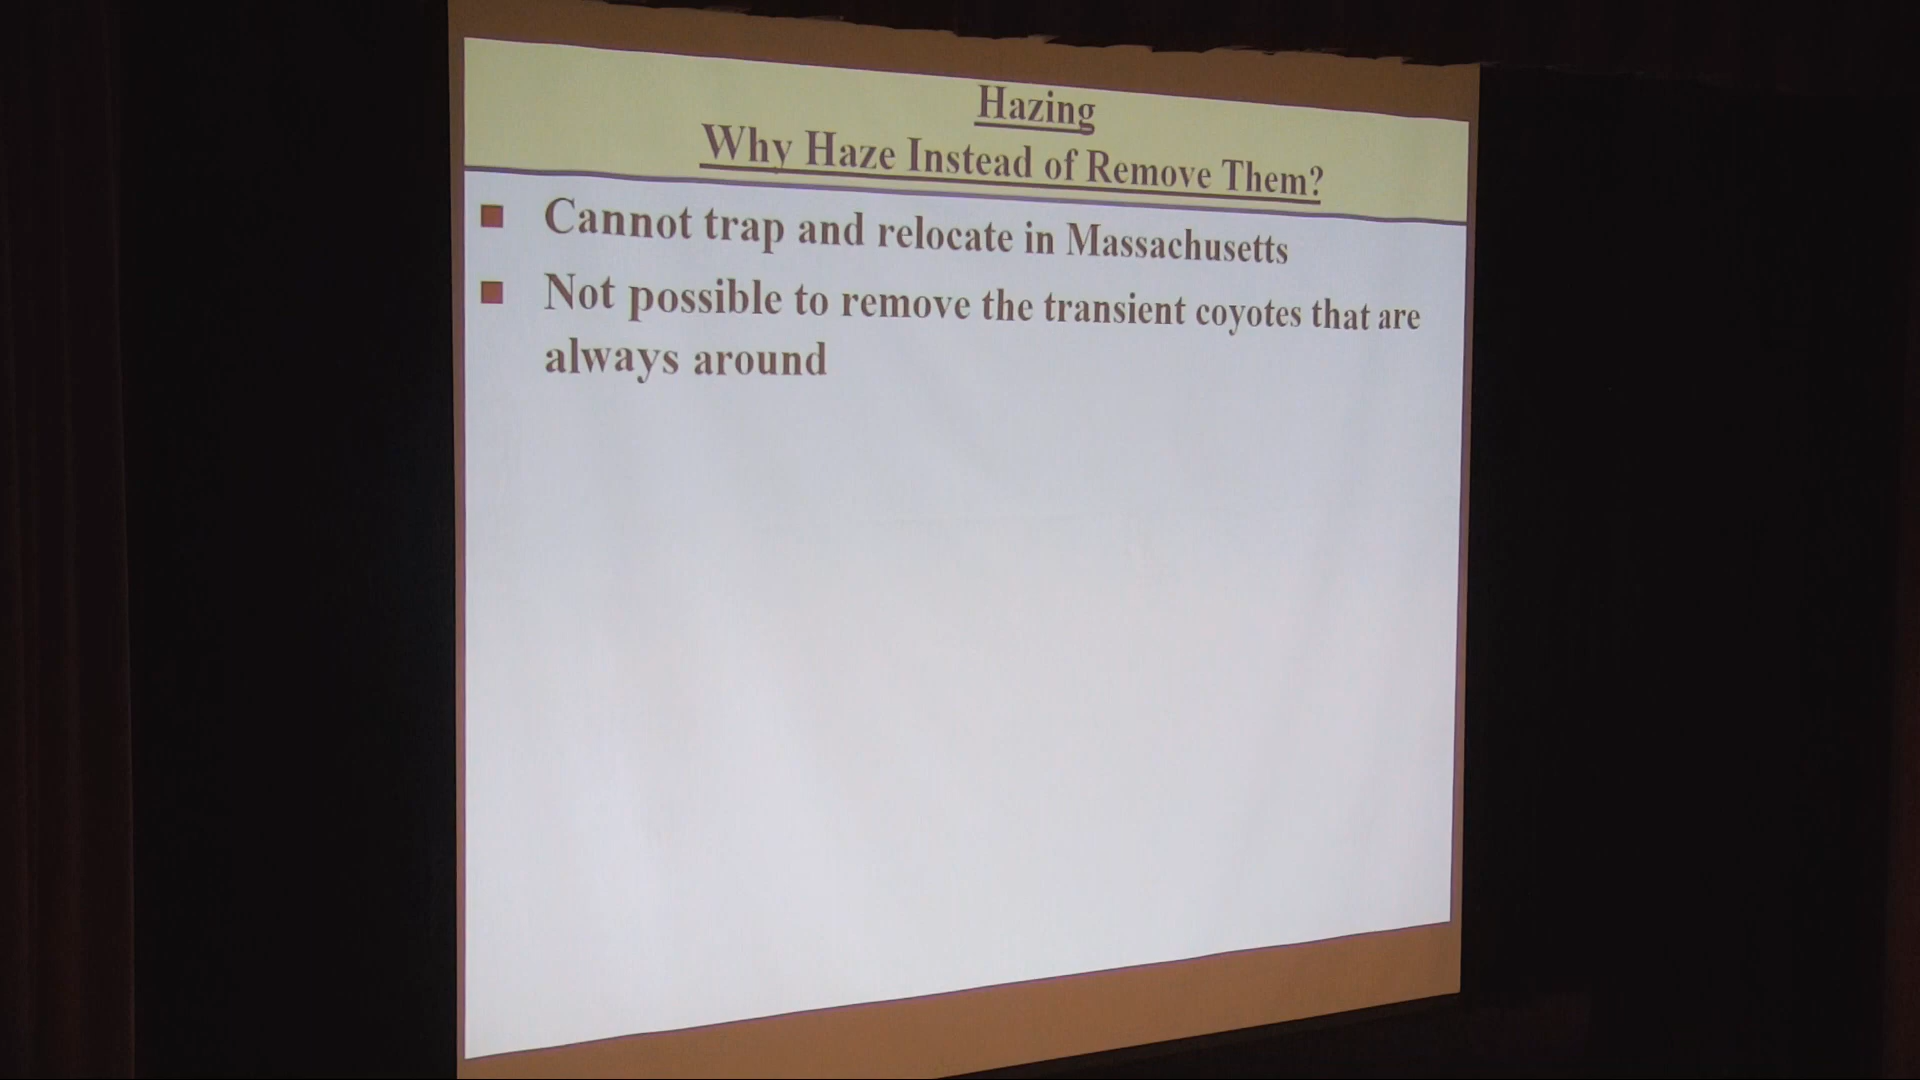 Hazing
Why Haze Instead of Remove Them?
Cannot trap and relocate in Massachusetts
Not possible to remove the transient coyotes that are
always around